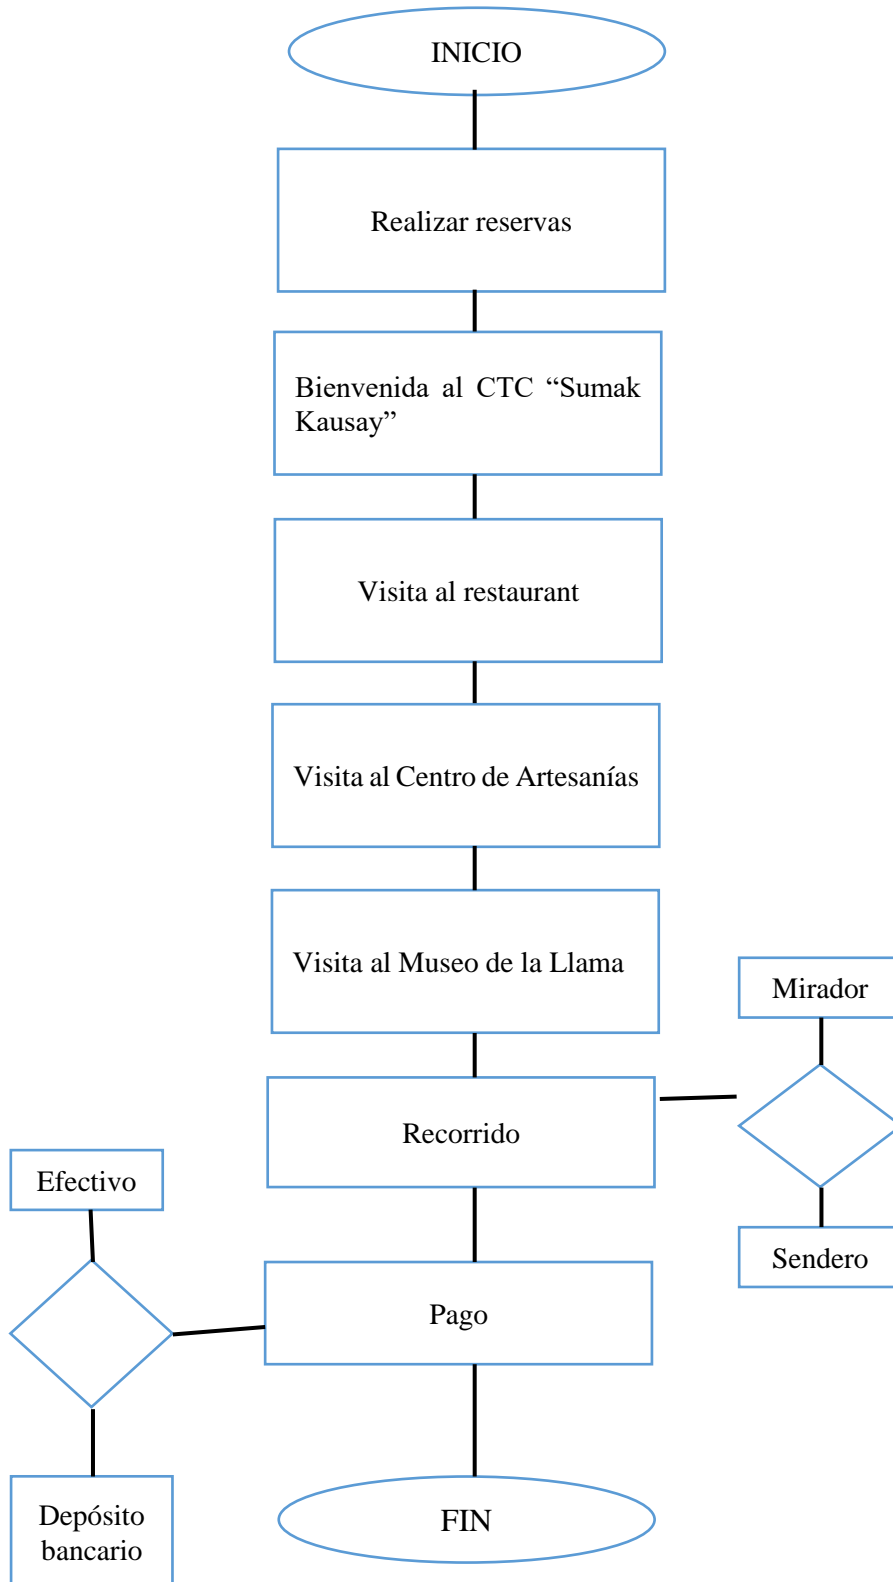 INICIO
Realizar reservas
Bienvenida al CTC “Sumak
Kausay”
Visita al restaurant
Visita al Centro de Artesanías
Visita al Museo de la Llama
Mirador
Recorrido
Efectivo
Sendero
Pago
Depósito
bancario
FIN